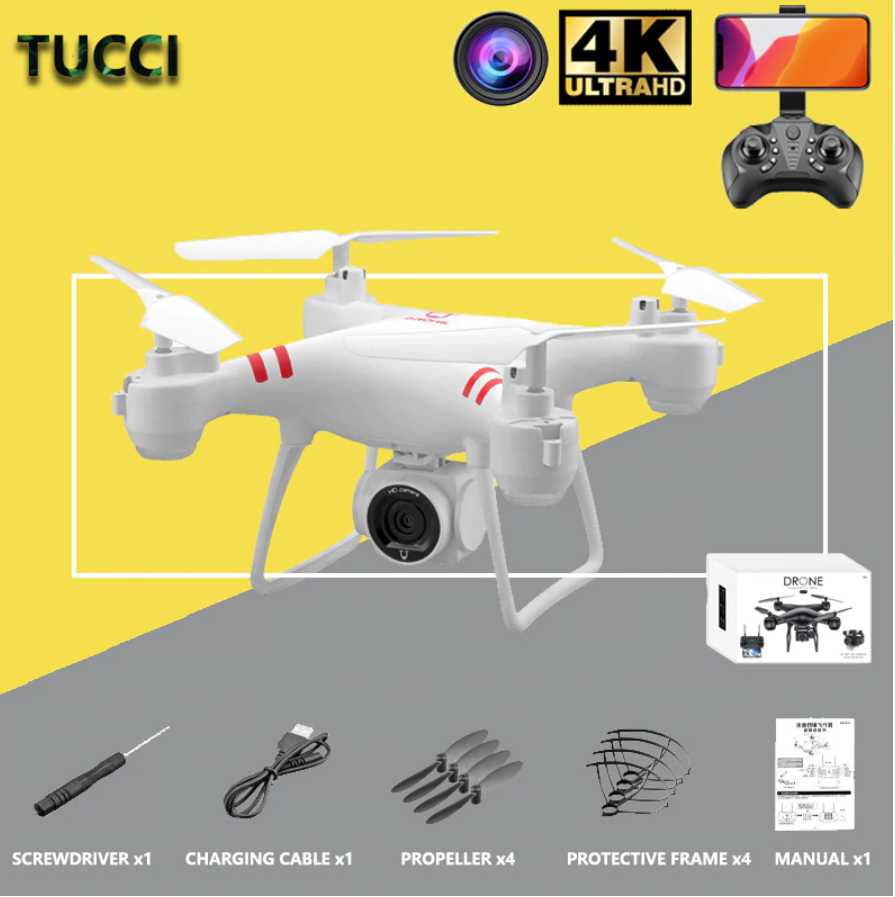 TUCCI
4K
ULTRAHD
HD camera
DRONE
SCREWDRIVER x1
CHARGING CABLE x1
PROPELLER x4
PROTECTIVE FRAME x4
MANUAL x1